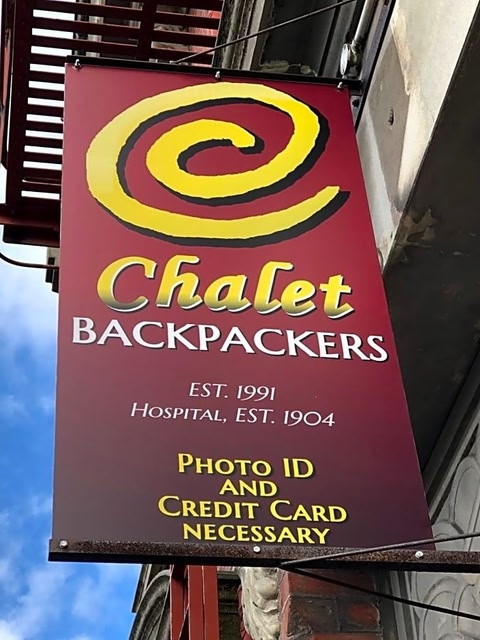 Chalet
BACKPACKERS
EST. 1991
HOSPITAL, EST. 1904
PHOTO ID
AND
CREDIT CARD
NECESSARY